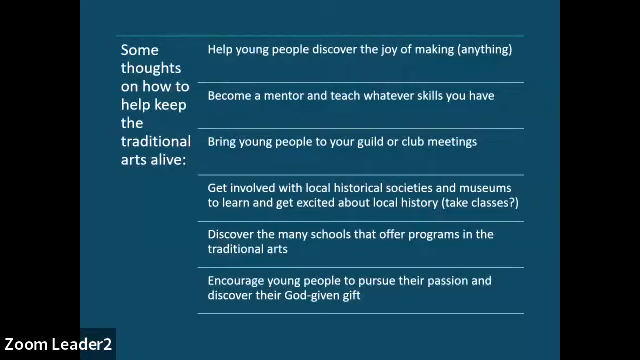 Some
thoughts
on how to
help keep
the
traditional
arts alive:
Help young people discover the joy of making (anything)
Become a mentor and teach whatever skills you have
Bring young people to your guild or club meetings
Get involved with local historical societies and museums
to learn and get excited about local history (take classes?)
Discover the many schools that offer programs in the
traditional arts
Encourage young people to pursue their passion and
discover their God-given gift
Zoom Leader2